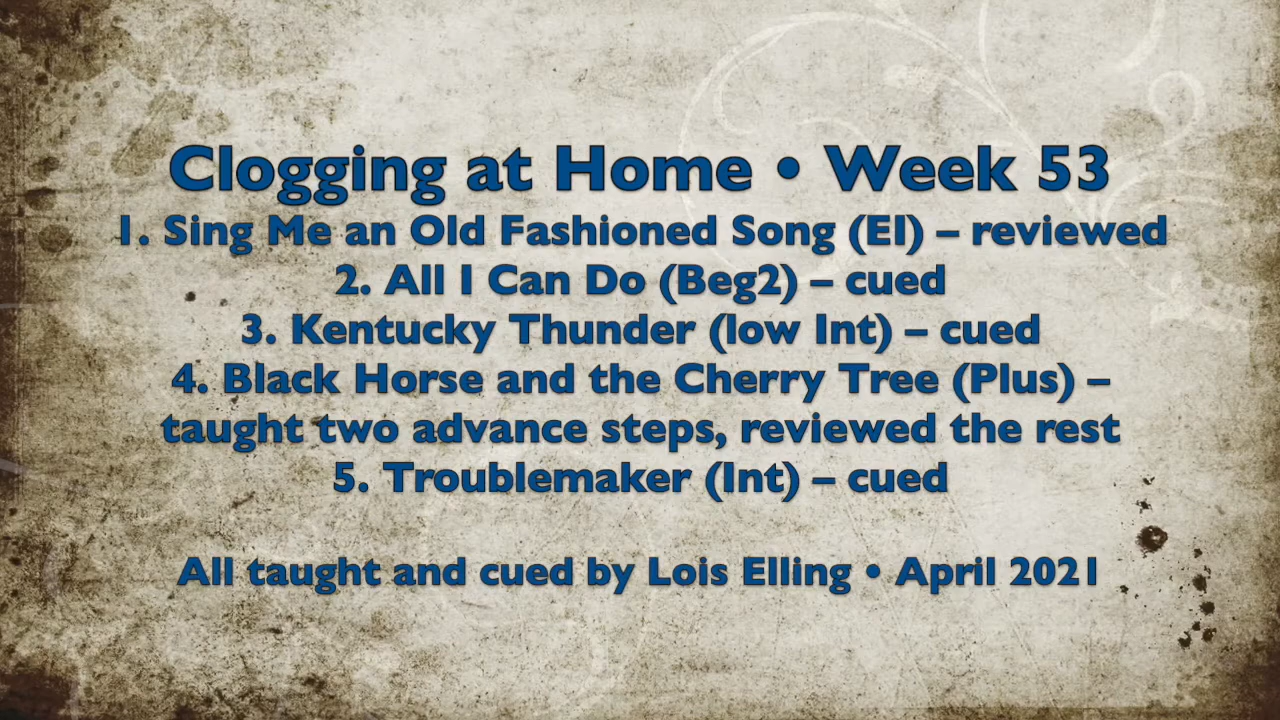 Clogging at Home • Week 53
1. Sing Me an Old Fashioned Song (EI) – reviewed
2. All I Can Do (Beg2) – cued
3. Kentucky Thunder (low Int) – cued
4. Black Horse and the Cherry Tree (Plus) –
taught two advance steps, reviewed the rest
5. Troublemaker (Int) – cued
All taught and cued by Lois Elling • April 2021